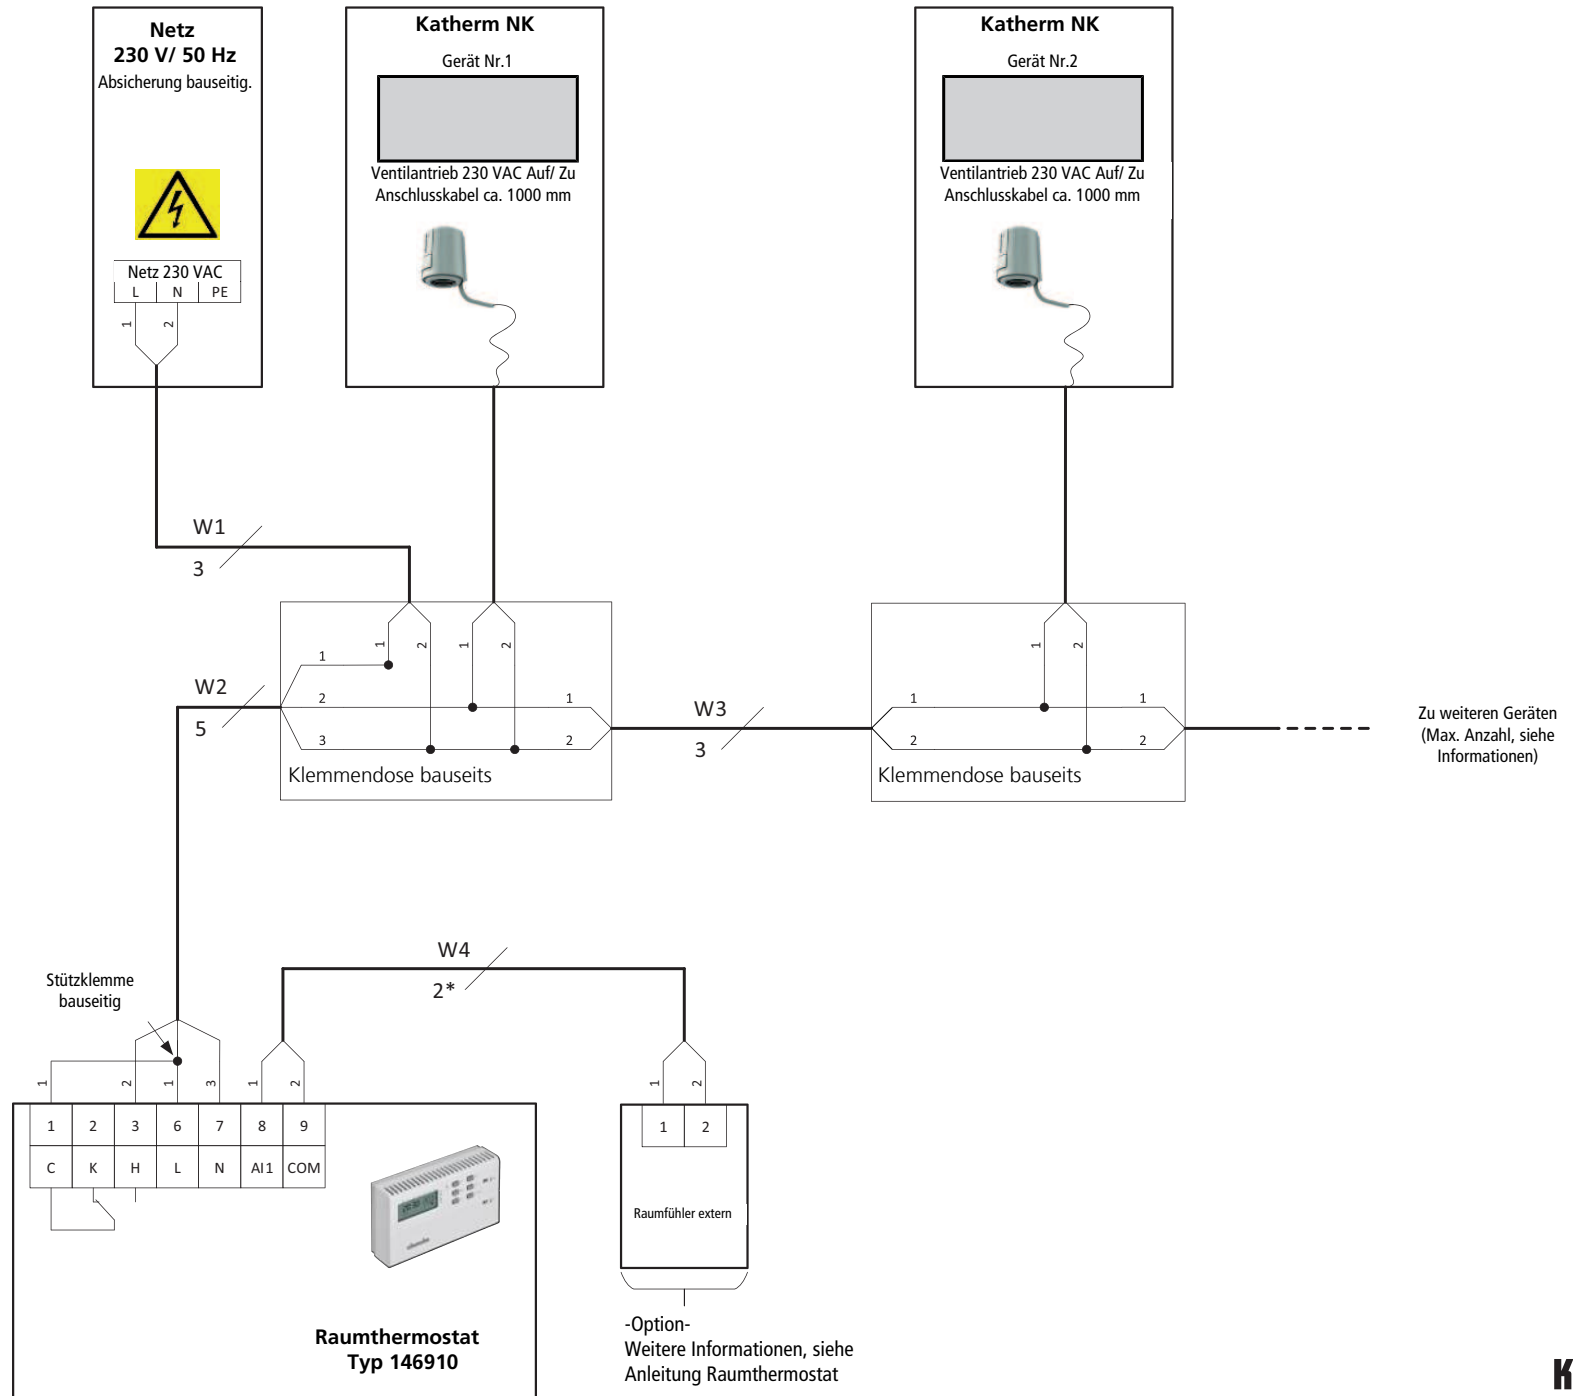 Netz
230 V/ 50 Hz
Absicherung bauseitig.
Netz 230 VAC
L N PE
1 2
Katherm NK
Gerät Nr.1
Ventilantrieb 230 VAC Auf/ Zu
Anschlusskabel ca. 1000 mm
Katherm NK
Gerät Nr.2
Ventilantrieb 230 VAC Auf/ Zu
Anschlusskabel ca. 1000 mm
W1
3
W2
5
1 2 1 2
1
2 1
3 2
Klemmendose bauseits
W3
3
1 2
1 1
2 2
Klemmendose bauseits
Zu weiteren Geräten
(Max. Anzahl, siehe
Informationen)
Stützklemme
bauseitig
W4
2*
1 2 1 3 1 2
1 2 3 6 7 8 9
C K H L N AI1 COM
Raumthermostat
Typ 146910
1 2
1 2
Raumfühler extern
-Option-
Weitere Informationen, siehe
Anleitung Raumthermostat
K